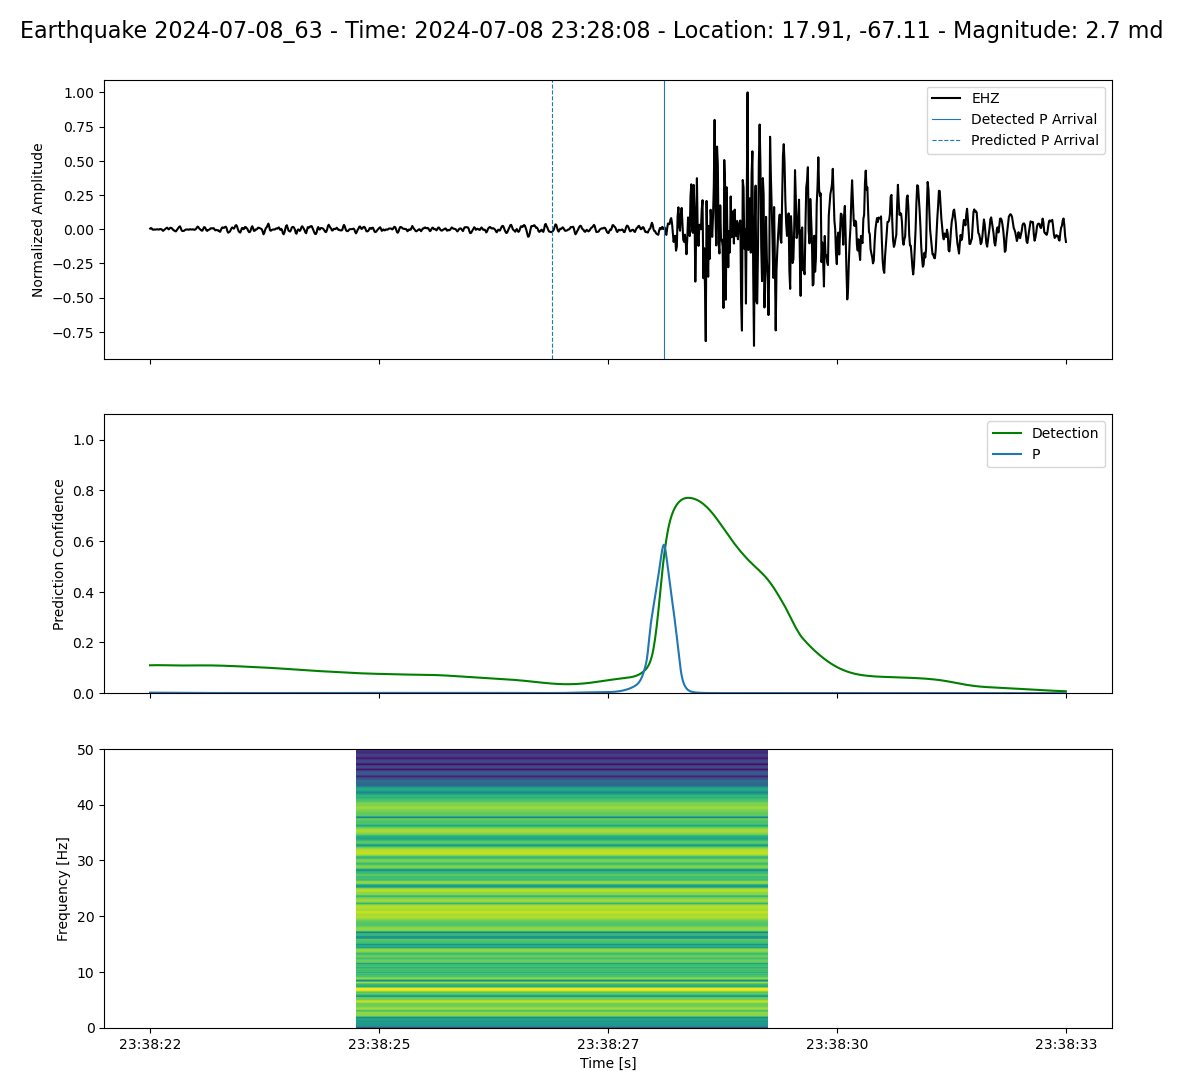 Earthquake 2024-07-08_63 - Time: 2024-07-08 23:28:08 - Location: 17.91, -67.11 - Magnitude: 2.7 md
1.00
0.75
0.50
0.25
0.00
−0.25
−0.50
−0.75
Normalized Amplitude
EHZ
Detected P Arrival
Predicted P Arrival
1.0
0.8
0.6
0.4
0.2
0.0
Prediction Confidence
Detection
P
50
40
30
20
10
0
Frequency [Hz]
23:38:22 23:38:25 23:38:27 23:38:30 23:38:33
Time [s]